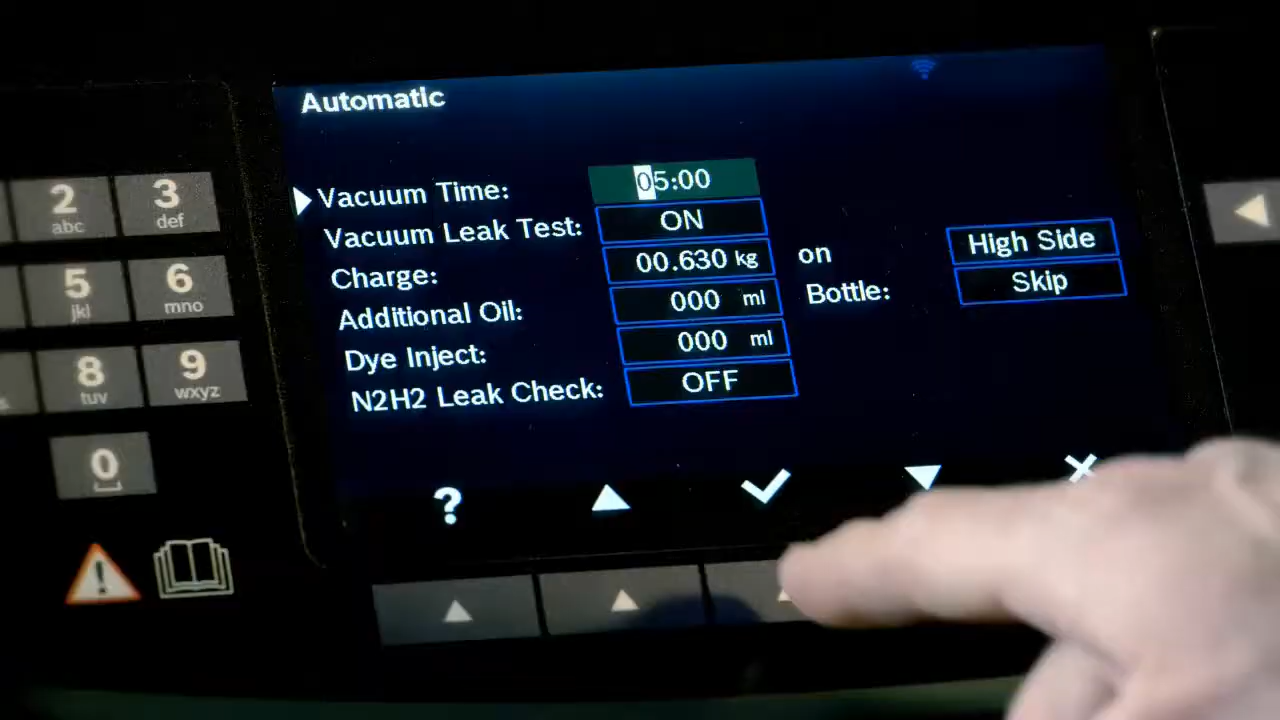 Automatic
Vacuum Time: 05:00
Vacuum Leak Test: ON
Charge: 00.630 kg on High Side
Additional Oil: 000 ml Bottle: Skip
Dye Inject: 000 ml
N2H2 Leak Check: OFF
?
2 3
abc def
5 6
jkl mno
8 9
tuv wxyz
0